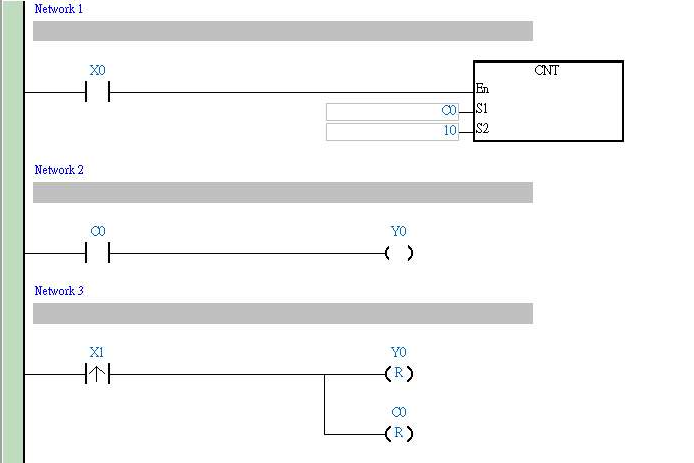 Network 1
X0
CNT
En
C0 S1
10 S2
Network 2
C0 Y0
Network 3
X1 Y0
R
C0
R